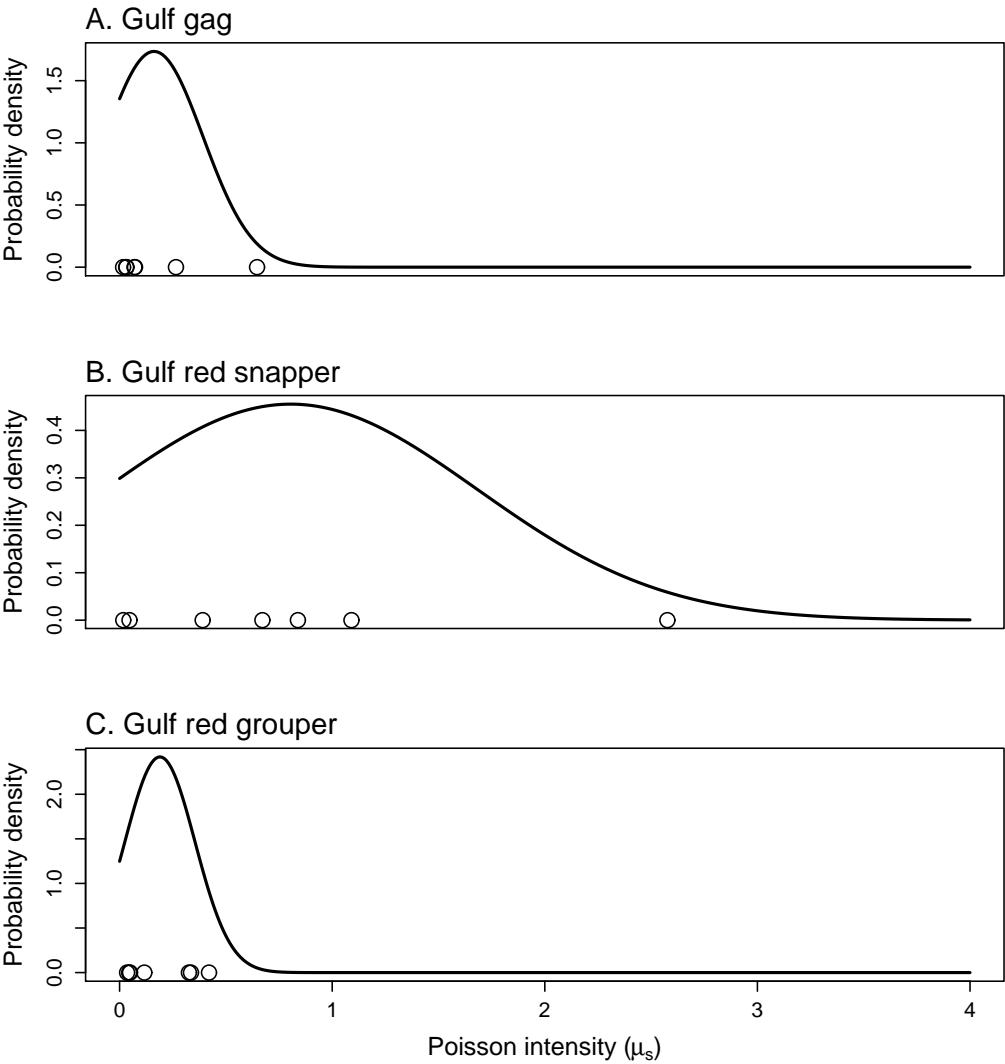 A. Gulf gag
Probability density
0.0 0.5 1.0 1.5
B. Gulf red snapper
Probability density
0.0 0.1 0.2 0.3 0.4
C. Gulf red grouper
Probability density
0.0 1.0 2.0
0 1 2 3 4
Poisson intensity (μs)